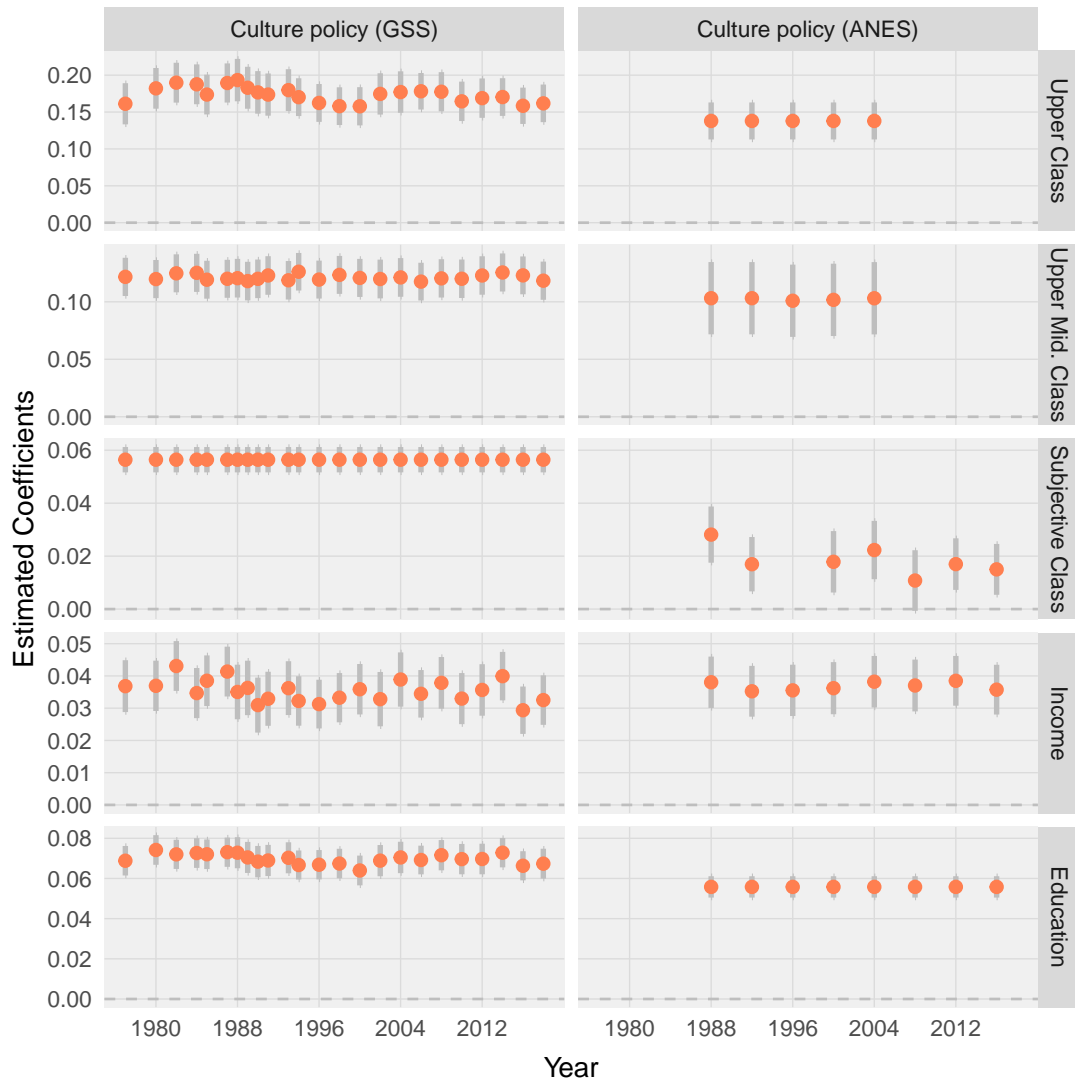 Culture policy (GSS)
Culture policy (ANES)
0.20
0.15
0.10
0.05
0.00
Upper Class
0.10
0.05
0.00
Upper Mid. Class
0.06
0.04
0.02
0.00
Subjective Class
0.05
0.04
0.03
0.02
0.01
0.00
Income
0.08
0.06
0.04
0.02
0.00
Education
Estimated Coefficients
1980 1988 1996 2004 2012
1980 1988 1996 2004 2012
Year